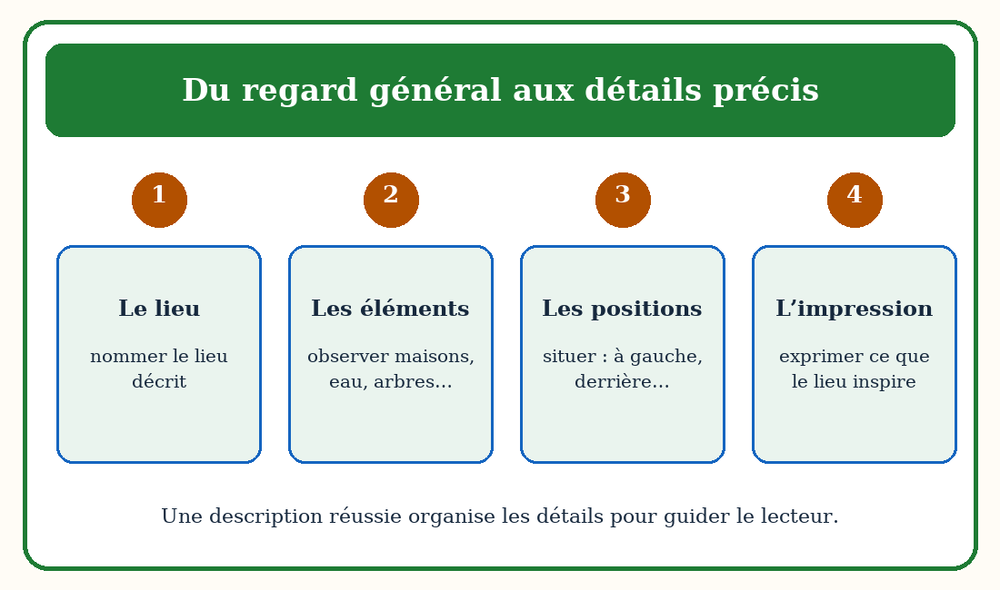 Du regard général aux détails précis
1
2
3
4
Le lieu
nommer le lieu
décrit
Les éléments
observer maisons,
eau, arbres…
Les positions
situer : à gauche,
derrière…
L’impression
exprimer ce que
le lieu inspire
Une description réussie organise les détails pour guider le lecteur.